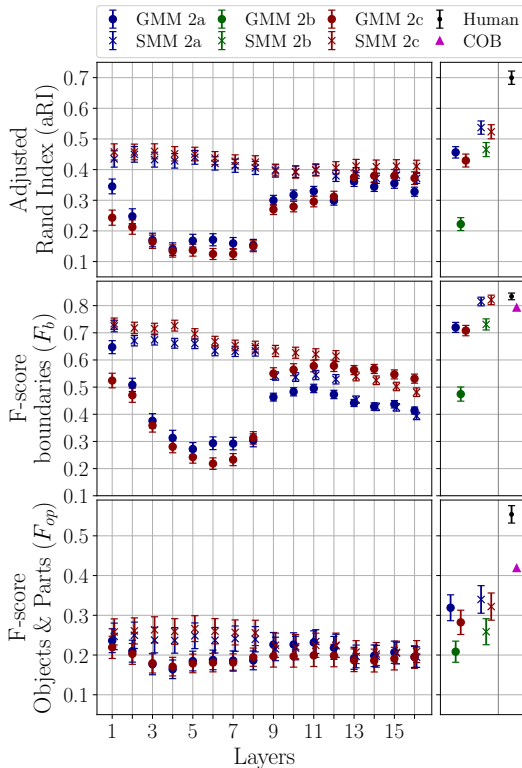 GMM 2a GMM 2b GMM 2c Human
SMM 2a SMM 2b SMM 2c COB
Adjusted
Rand Index (aRI)
0.7
0.6
0.5
0.4
0.3
0.2
0.1
F-score
boundaries (F_b)
0.8
0.7
0.6
0.5
0.4
0.3
0.2
0.1
F-score
Objects & Parts (F_op)
0.5
0.4
0.3
0.2
0.1
1 3 5 7 9 11 13 15
Layers